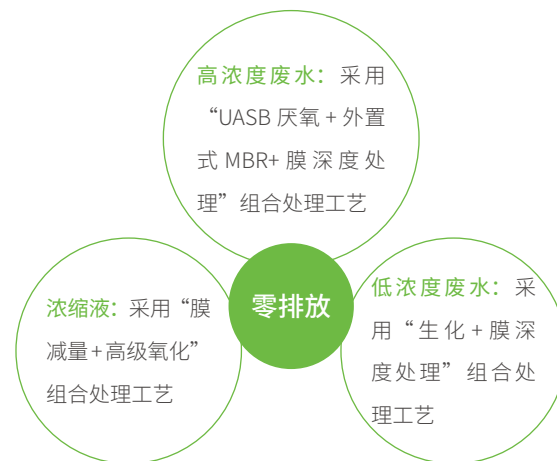 高浓度废水：采用
“UASB 厌氧 + 外置
式 MBR+ 膜深度处
理”组合处理工艺
零排放
浓缩液：采用“膜
减量+高级氧化”
组合处理工艺
低浓度废水：采
用“生化+膜深
度处理”组合处
理工艺